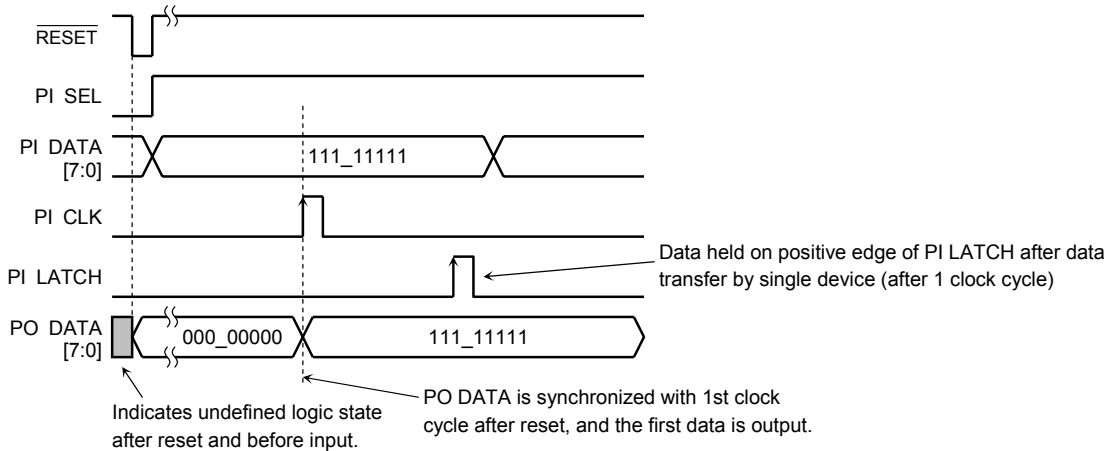 RESET
PI SEL
PI DATA
[7:0]
111_11111
PI CLK
PI LATCH
Data held on positive edge of PI LATCH after data
transfer by single device (after 1 clock cycle)
PO DATA
[7:0]
000_00000
111_11111
Indicates undefined logic state
after reset and before input.
PO DATA is synchronized with 1st clock
cycle after reset, and the first data is output.